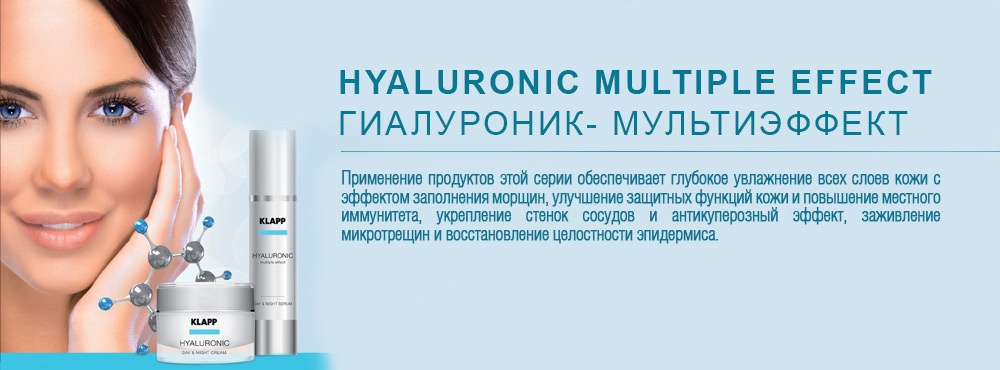 HYALURONIC MULTIPLE EFFECT
ГИАЛУРОНИК- МУЛЬТИЭФФЕКТ
Применение продуктов этой серии обеспечивает глубокое увлажнение всех слоев кожи с
эффектом заполнения морщин, улучшение защитных функций кожи и повышение местного
иммунитета, укрепление стенок сосудов и антикуперозный эффект, заживление
микротрещин и восстановление целостности эпидермиса.
KLAPP
HYALURONIC
multiple effect
DAY & NIGHT SERUM
KLAPP
HYALURONIC
DAY & NIGHT CREAM